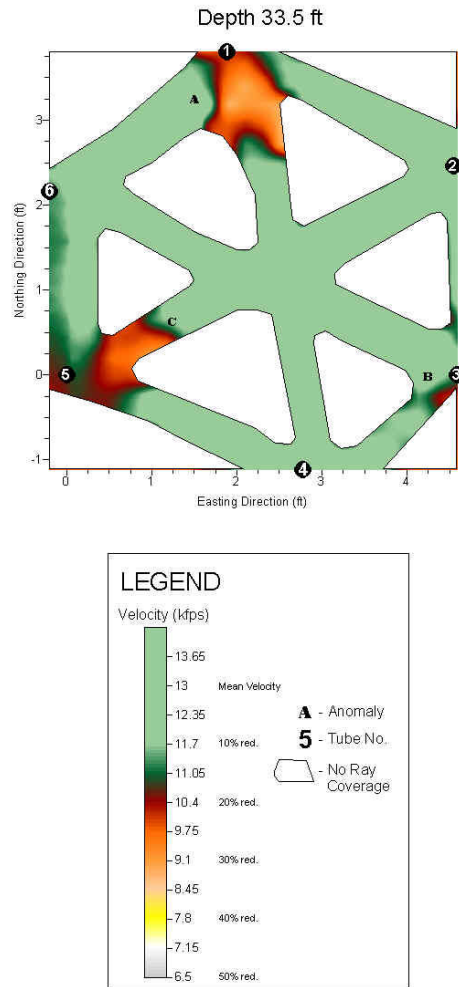 Depth 33.5 ft
1
A
3
2
6
2
Northing Direction (ft)
1
C
5
0
B
3
-1
4
0 1 2 3 4
Easting Direction (ft)
LEGEND
Velocity (kfps)
13.65
13 Mean Velocity
12.35
11.7 10% red.
11.05
10.4 20% red.
9.75
9.1 30% red.
8.45
7.8 40% red.
7.15
6.5 50% red.
A - Anomaly
5 - Tube No.
- No Ray
Coverage